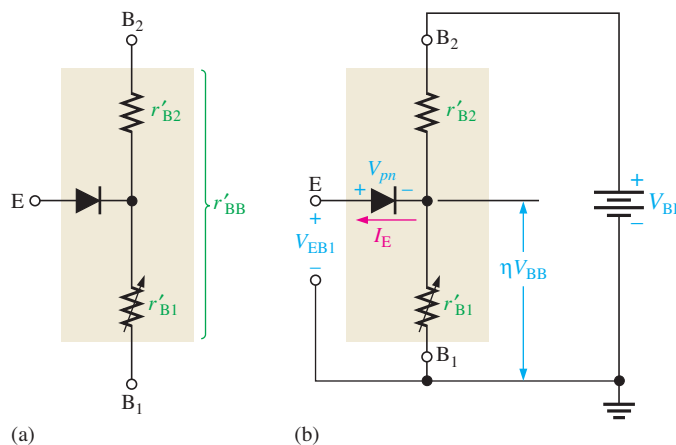 B2
r′B2
E
r′BB
r′B1
B1
(a)
B2
r′B2
Vpn
E
+
−
+
VEB1
−
IE
ηVBB
r′B1
B1
+
−
(b)